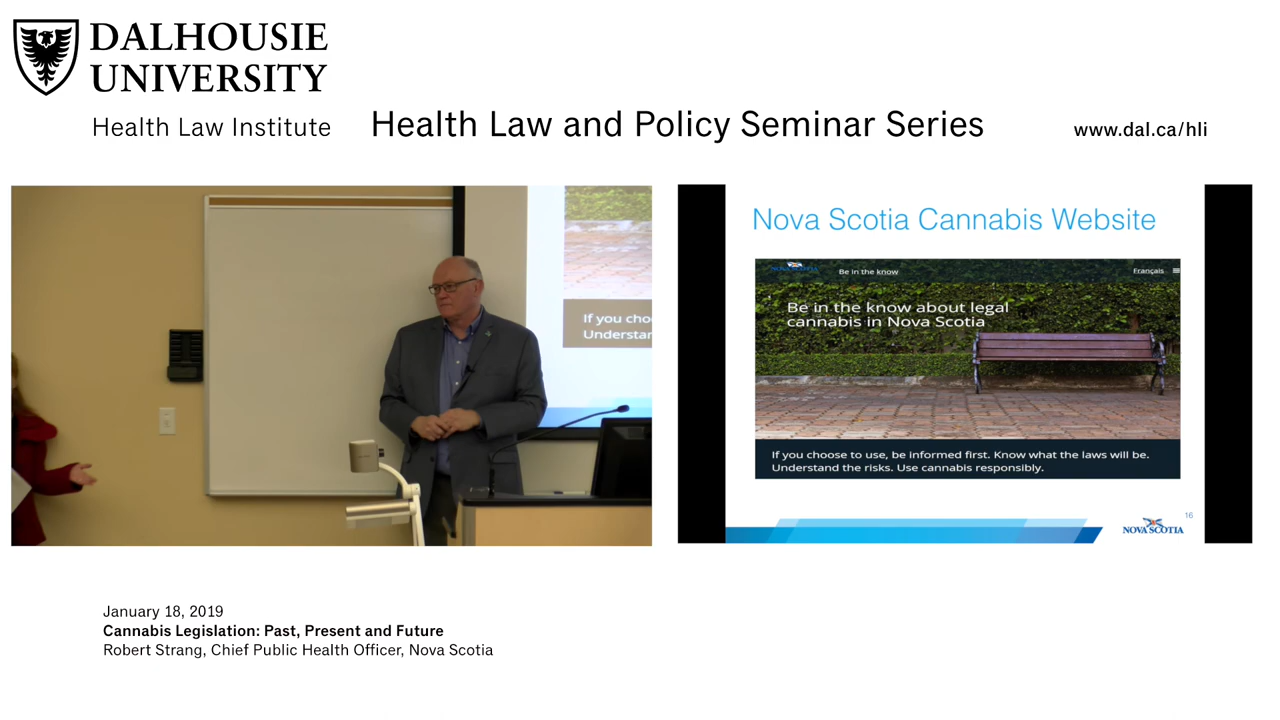 DALHOUSIE
UNIVERSITY
Health Law Institute
Health Law and Policy Seminar Series
www.dal.ca/hli
If you cho
Understan
Nova Scotia Cannabis Website
NOVA SCOTIA
Be in the know
Français
Be in the know about legal
cannabis in Nova Scotia
If you choose to use, be informed first. Know what the laws will be.
Understand the risks. Use cannabis responsibly.
16
NOVA SCOTIA
January 18, 2019
Cannabis Legislation: Past, Present and Future
Robert Strang, Chief Public Health Officer, Nova Scotia